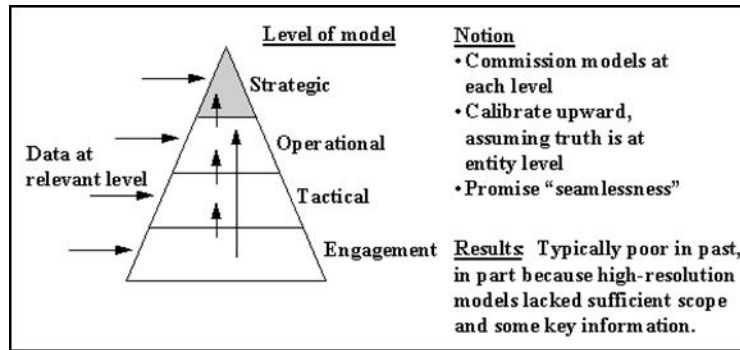 Level of model
Strategic
Operational
Data at
relevant level
Tactical
Engagement
Notion
• Commission models at
each level
• Calibrate upward,
assuming truth is at
entity level
• Promise “seamlessness”
Results: Typically poor in past,
in part because high-resolution
models lacked sufficient scope
and some key information.